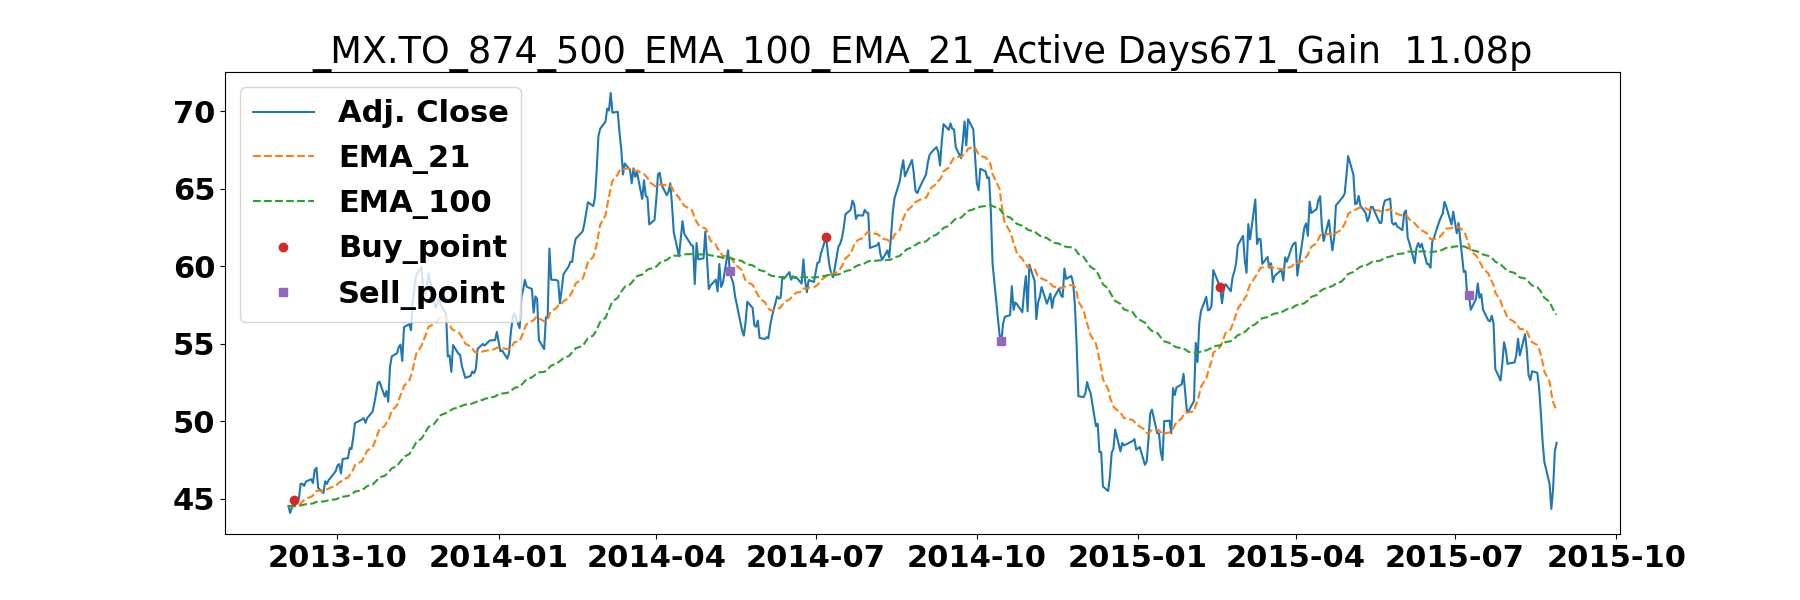 _MX.TO_874_500_EMA_100_EMA_21_Active Days671_Gain  11.08p
70
65
60
55
50
45
Adj. Close
EMA_21
EMA_100
Buy_point
Sell_point
2013-10 2014-01 2014-04 2014-07 2014-10 2015-01 2015-04 2015-07 2015-10